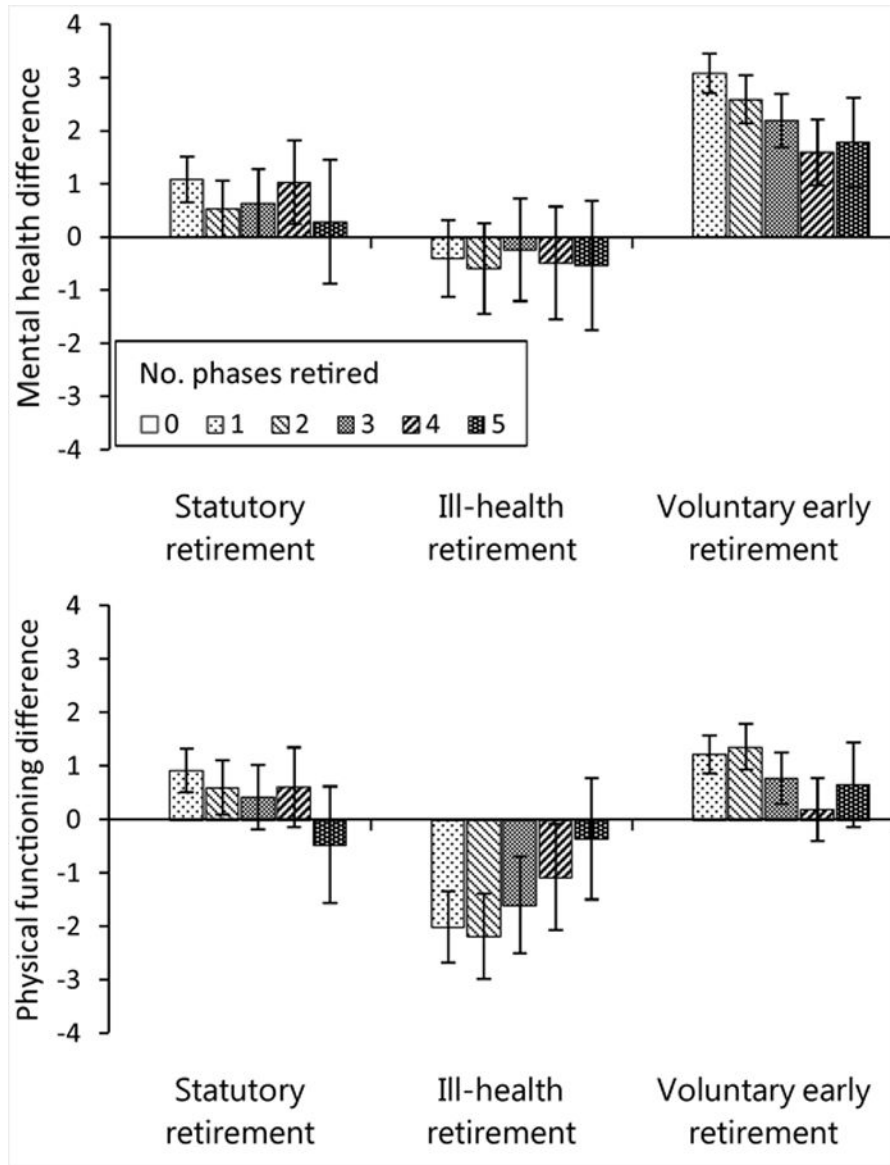 4
3
2
1
0
-1
-2
-3
-4
Mental health difference
No. phases retired
0 1 2 3 4 5
Statutory retirement
Ill-health retirement
Voluntary early retirement
4
3
2
1
0
-1
-2
-3
-4
Physical functioning difference
Statutory retirement
Ill-health retirement
Voluntary early retirement